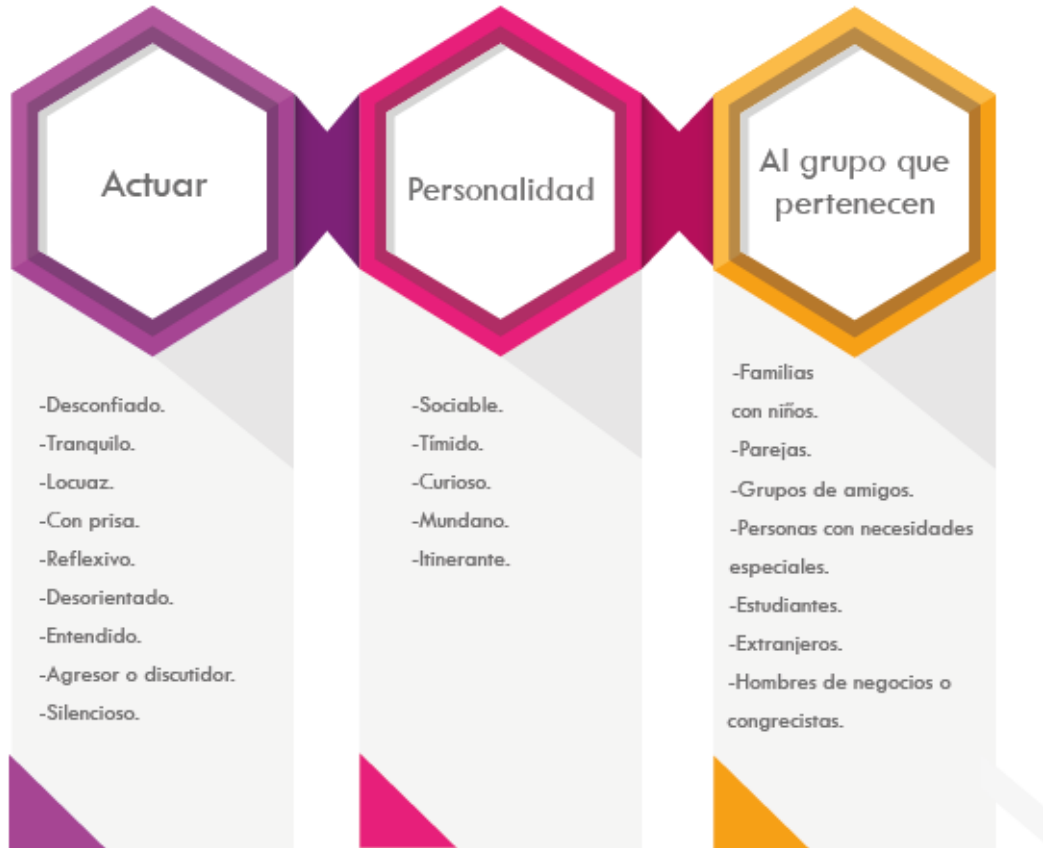 Actuar
-Desconfiado.
-Tranquilo.
-Locuaz.
-Con prisa.
-Reflexivo.
-Desorientado.
-Entendido.
-Agresor o discutidor.
-Silencioso.
Personalidad
-Sociable.
-Tímido.
-Curioso.
-Mundano.
-Itinerante.
Al grupo que
pertenecen
-Familias
con niños.
-Parejas.
-Grupos de amigos.
-Personas con necesidades
especiales.
-Estudiantes.
-Extranjeros.
-Hombres de negocios o
congrecistas.